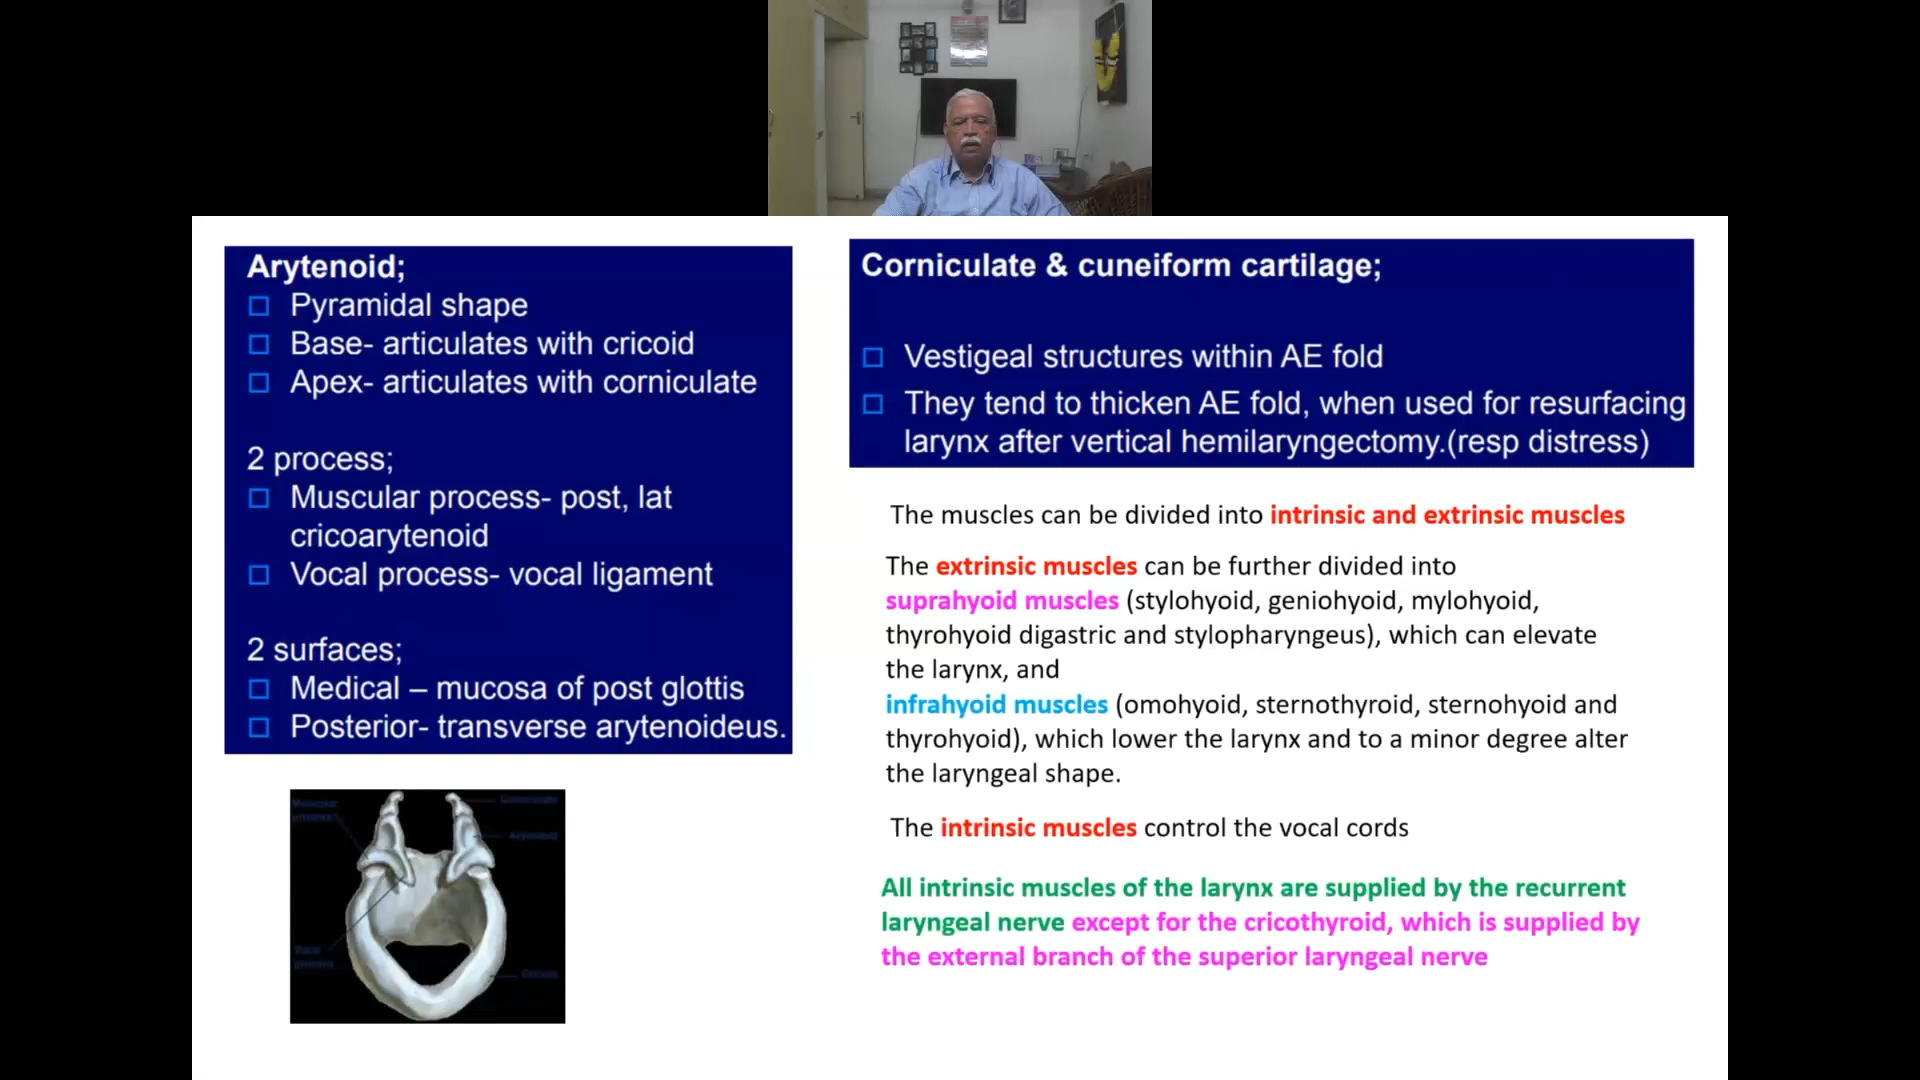 Arytenoid;
Pyramidal shape
Base- articulates with cricoid
Apex- articulates with corniculate
2 process;
Muscular process- post, lat
cricoarytenoid
Vocal process- vocal ligament
2 surfaces;
Medical – mucosa of post glottis
Posterior- transverse arytenoideus.
Corniculate & cuneiform cartilage;
Vestigeal structures within AE fold
They tend to thicken AE fold, when used for resurfacing
larynx after vertical hemilaryngectomy.(resp distress)
The muscles can be divided into intrinsic and extrinsic muscles
The extrinsic muscles can be further divided into
suprahyoid muscles (stylohyoid, geniohyoid, mylohyoid,
thyrohyoid digastric and stylopharyngeus), which can elevate
the larynx, and
infrahyoid muscles (omohyoid, sternothyroid, sternohyoid and
thyrohyoid), which lower the larynx and to a minor degree alter
the laryngeal shape.
The intrinsic muscles control the vocal cords
All intrinsic muscles of the larynx are supplied by the recurrent
laryngeal nerve except for the cricothyroid, which is supplied by
the external branch of the superior laryngeal nerve